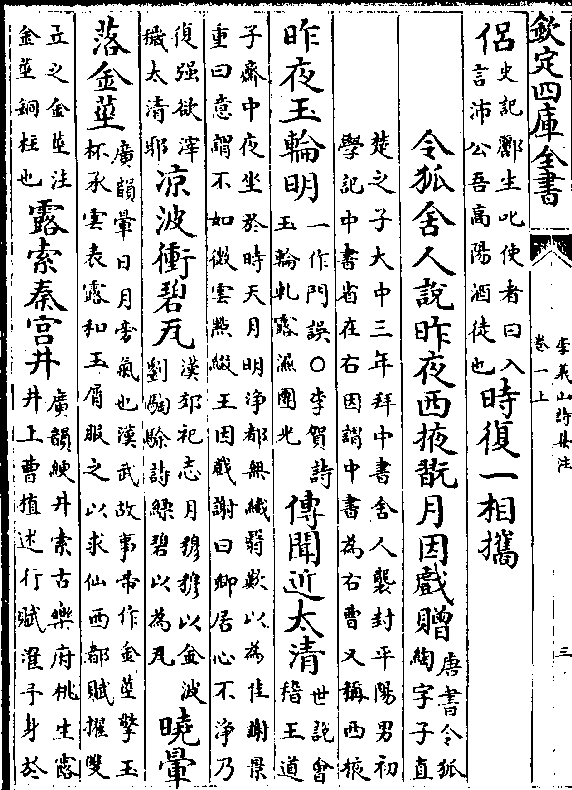 欽定四庫全書
李義山詩集注
卷一上
三
侶史記酈生叱使者曰入
言沛公吾高陽酒徒也時復一相攜
令狐舍人說昨夜西掖翫月因戲贈唐書令狐
綯字子直
楚之子大中三年拜中書舍人襲封平陽男初
學記中書省在右因謂中書為右曹又稱西掖
昨夜玉輪明一作門誤○李賀詩
玉輪軋露濕團光傳聞近太清世說會
稽王道
子齋中夜坐於時天月明淨都無纖翳歎以為佳謝景
重曰意謂不如微雲㸃綴王因戲謝曰卿居心不淨乃
復强欲滓
穢太清耶凉波衝碧瓦漢郊祀志月穆穆以金波
劉騊駼詩縹碧以為瓦曉暈
落金莖廣韻暈日月旁氣也漢武故事帝作金莖擎玉
杯承雲表露和玉屑服之以求仙西都賦擢雙
立之金莖注
金莖銅柱也露索秦宫井廣韻綆井索古樂府桃生露
井上曹植述行賦濯予身於